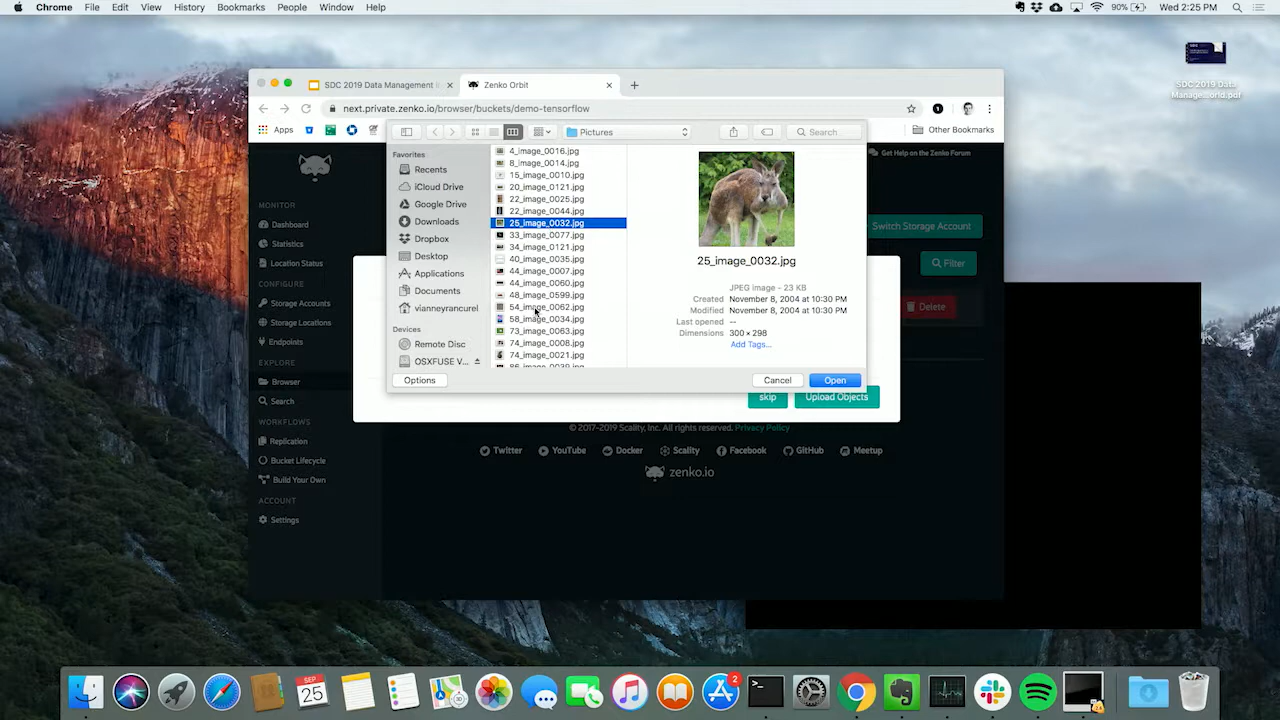 Chrome File Edit View History Bookmarks People Window Help
90% Wed 2:25 PM
SDC 2019 Data Management i
Zenko Orbit
next.private.zenko.io/browser/buckets/demo-tensorflow
Apps
Other Bookmarks
Pictures
Search...
Favorites
Recents
iCloud Drive
Google Drive
Downloads
Dropbox
Desktop
Applications
Documents
vianneyrancurel
Devices
Remote Disc
OSXFUSE V...
4_image_0016.jpg
8_image_0014.jpg
15_image_0010.jpg
20_image_0121.jpg
22_image_0025.jpg
22_image_0044.jpg
25_image_0032.jpg
33_image_0077.jpg
34_image_0121.jpg
40_image_0035.jpg
44_image_0007.jpg
44_image_0060.jpg
48_image_0599.jpg
54_image_0062.jpg
58_image_0034.jpg
73_image_0063.jpg
74_image_0008.jpg
74_image_0021.jpg
25_image_0032.jpg
JPEG image - 23 KB
Created November 8, 2004 at 10:30 PM
Modified November 8, 2004 at 10:30 PM
Last opened --
Dimensions 300 × 298
Add Tags...
Options
Cancel
Open
Get Help on the Zenko Forum
Switch Storage Account
Filter
Delete
skip
Upload Objects
MONITOR
Dashboard
Statistics
Location Status
CONFIGURE
Storage Accounts
Storage Locations
Endpoints
EXPLORE
Browser
Search
WORKFLOWS
Replication
Bucket Lifecycle
Build Your Own
ACCOUNT
Settings
© 2017-2019 Scality, Inc. All rights reserved. Privacy Policy
Twitter YouTube Docker Scality Facebook GitHub Meetup
zenko.io
SEP
25
2